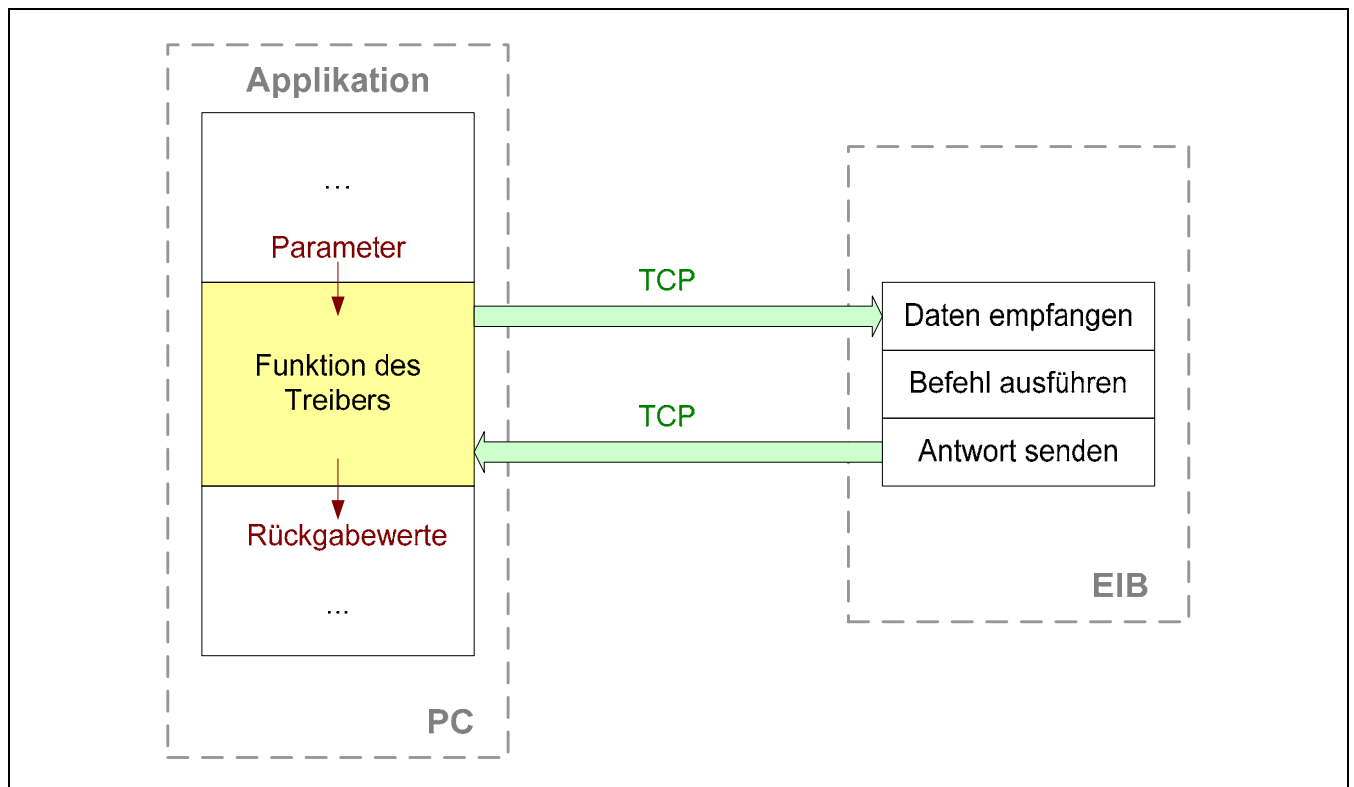 Applikation
...
Parameter
Funktion des
Treibers
Rückgabewerte
...
PC
TCP
TCP
Daten empfangen
Befehl ausführen
Antwort senden
EIB